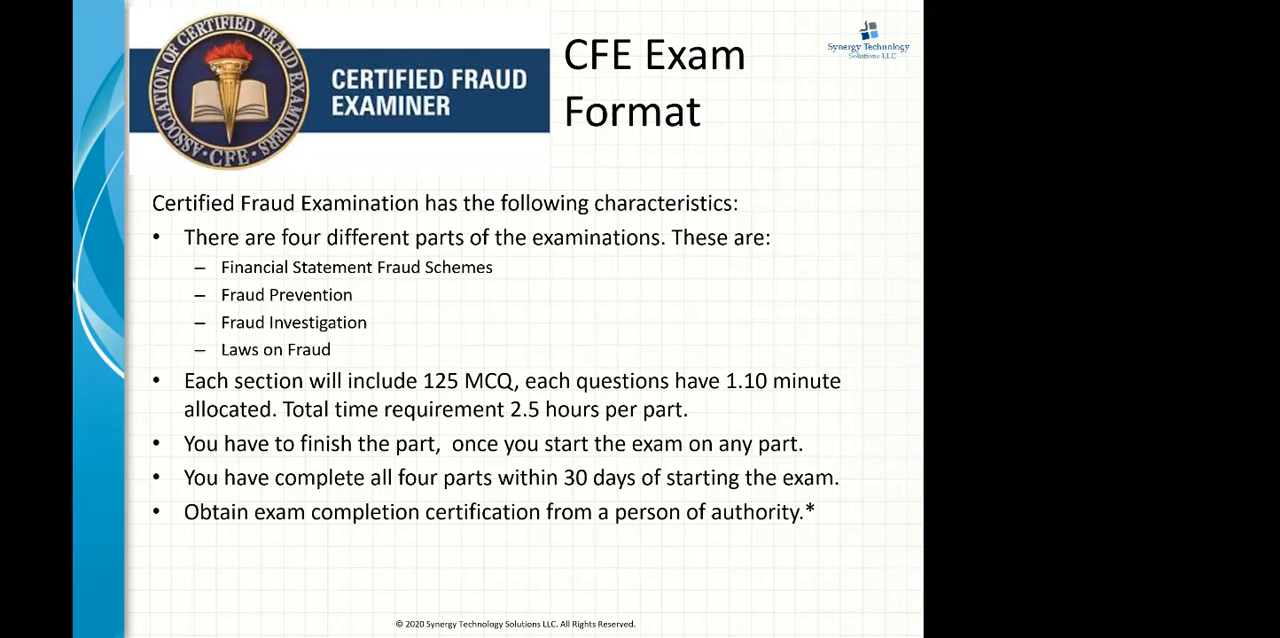 ASSOCIATION OF CERTIFIED FRAUD EXAMINERS
• CFE •
CERTIFIED FRAUD
EXAMINER
CFE Exam
Format
Synergy Technology
Solutions LLC
Certified Fraud Examination has the following characteristics:
• There are four different parts of the examinations. These are:
– Financial Statement Fraud Schemes
– Fraud Prevention
– Fraud Investigation
– Laws on Fraud
• Each section will include 125 MCQ, each questions have 1.10 minute
allocated. Total time requirement 2.5 hours per part.
• You have to finish the part,  once you start the exam on any part.
• You have complete all four parts within 30 days of starting the exam.
• Obtain exam completion certification from a person of authority.*
© 2020 Synergy Technology Solutions LLC. All Rights Reserved.